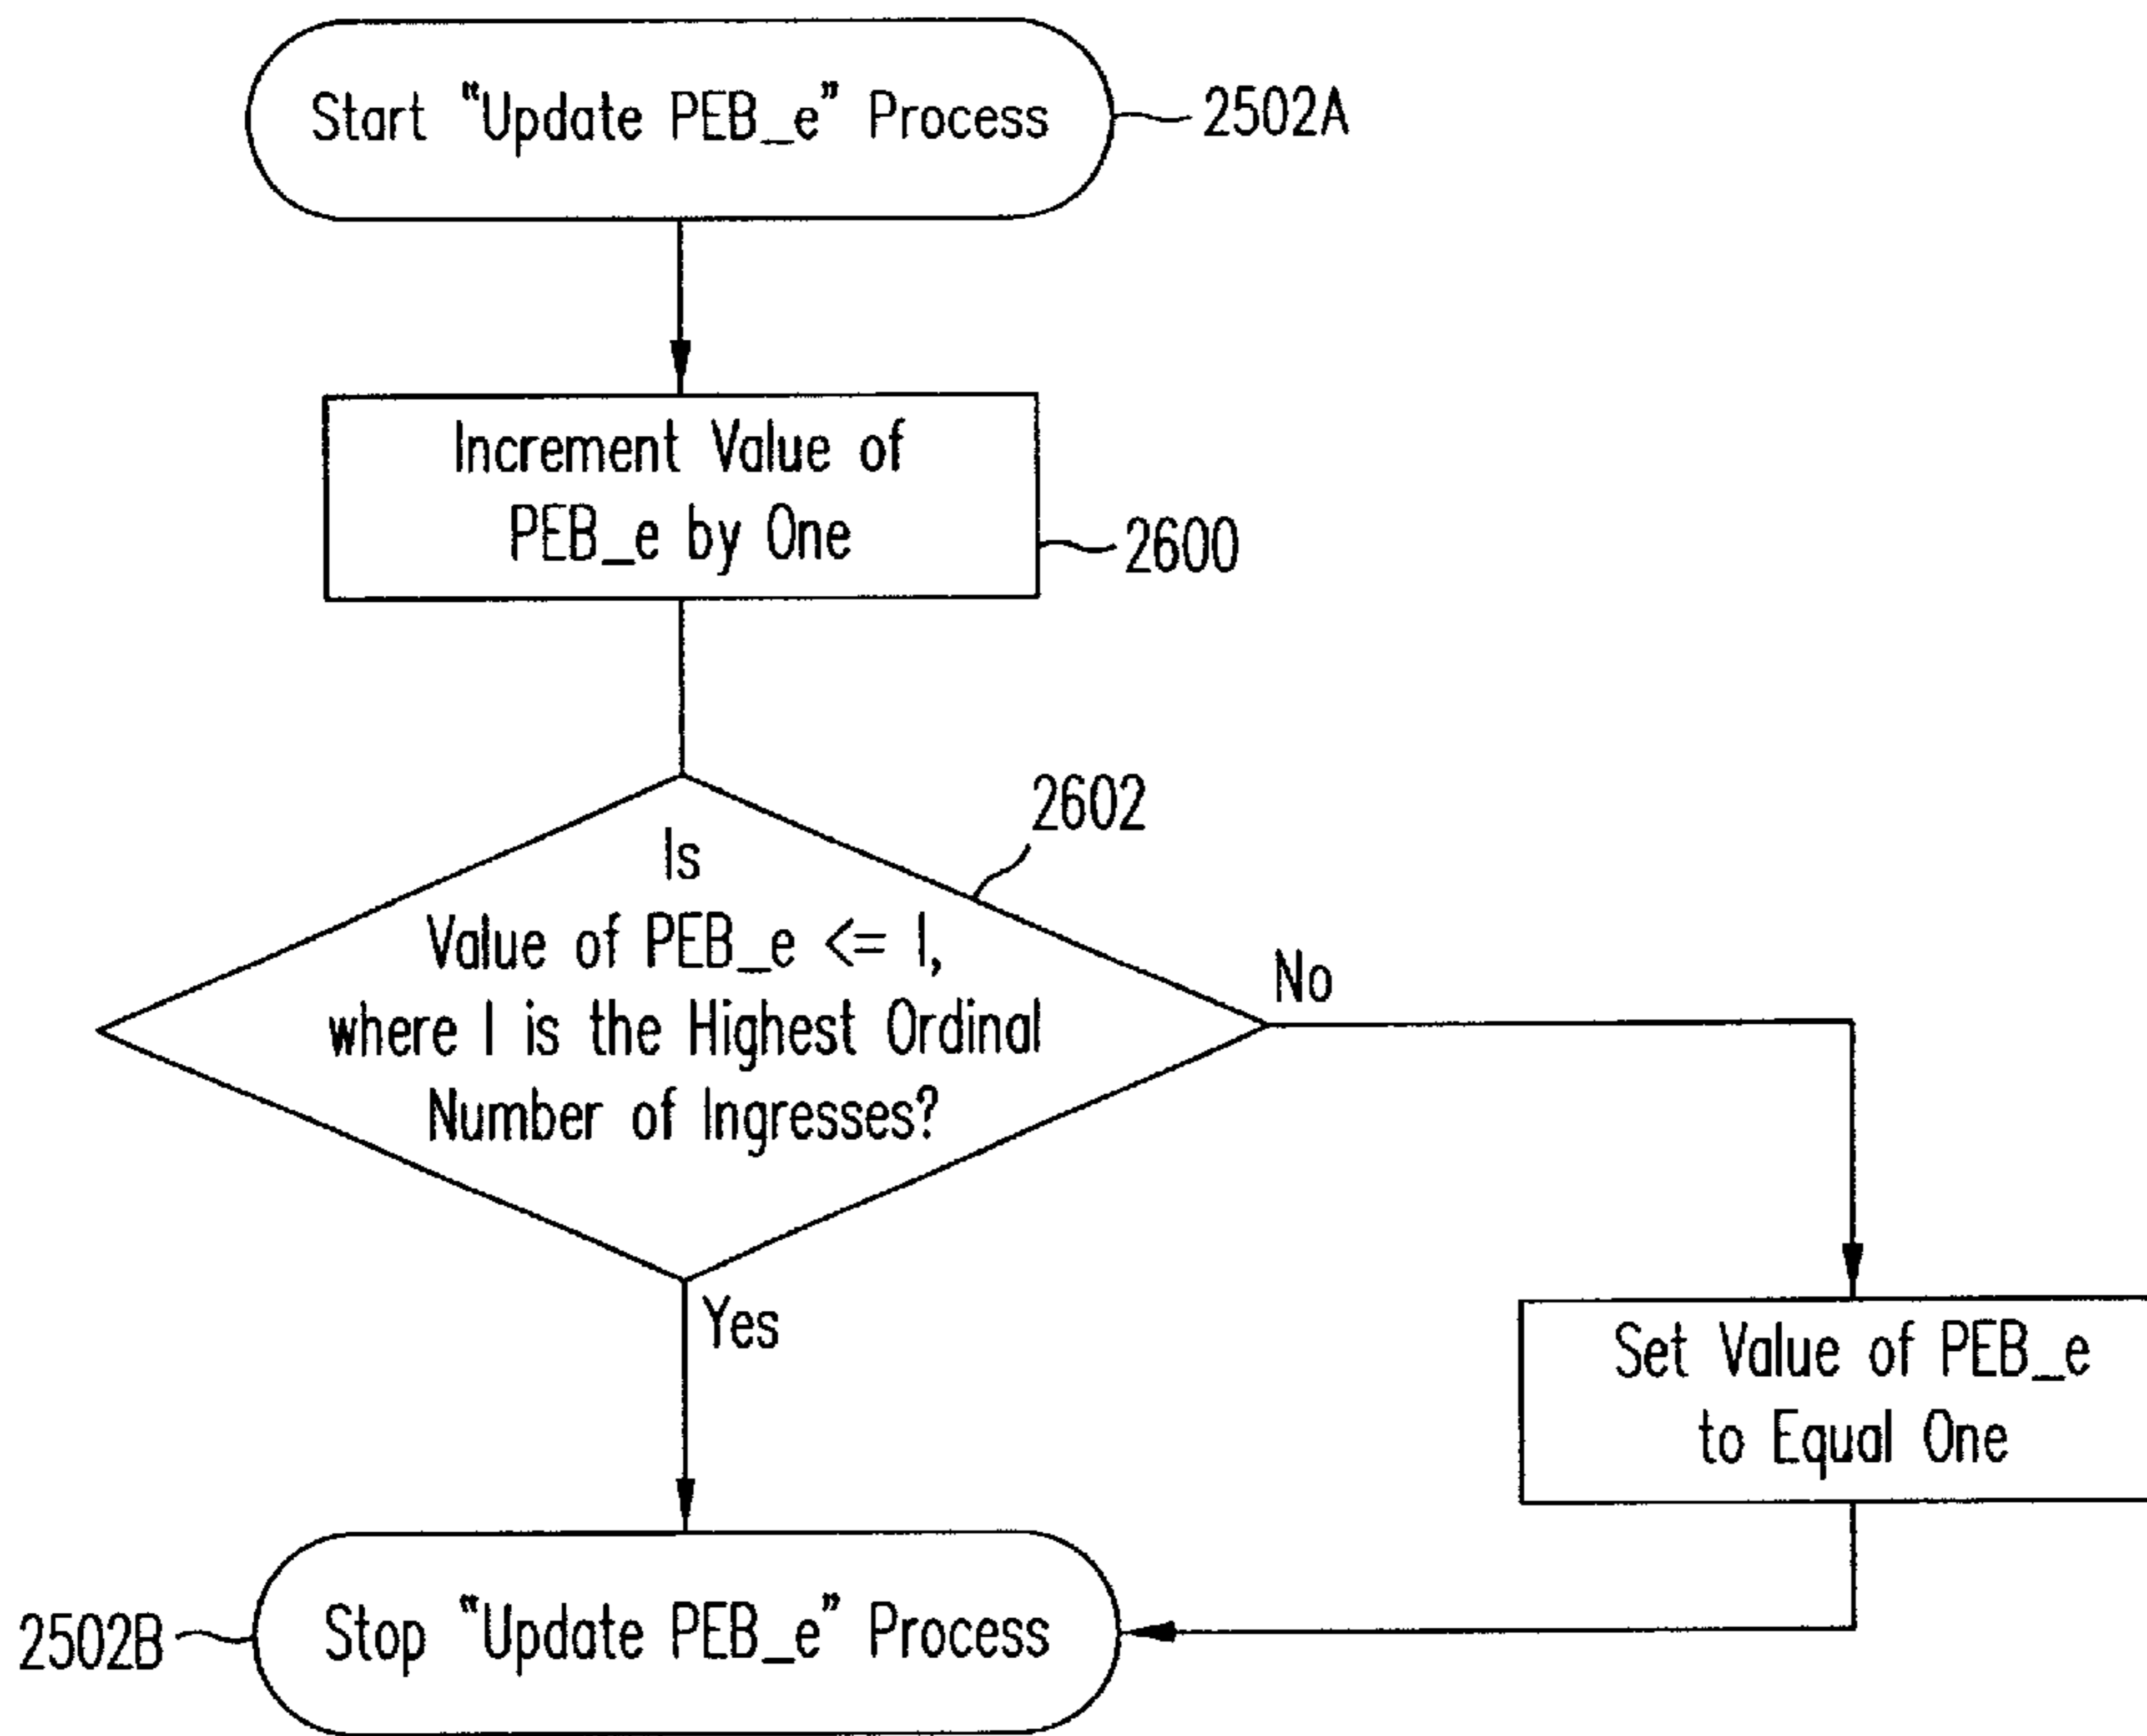 Start "Update PEB_e" Process
2502A
Increment Value of
PEB_e by One
2600
2602
Is
Value of PEB_e <= I,
where I is the Highest Ordinal
Number of Ingresses?
No
Yes
Set Value of PEB_e
to Equal One
2502B
Stop "Update PEB_e" Process